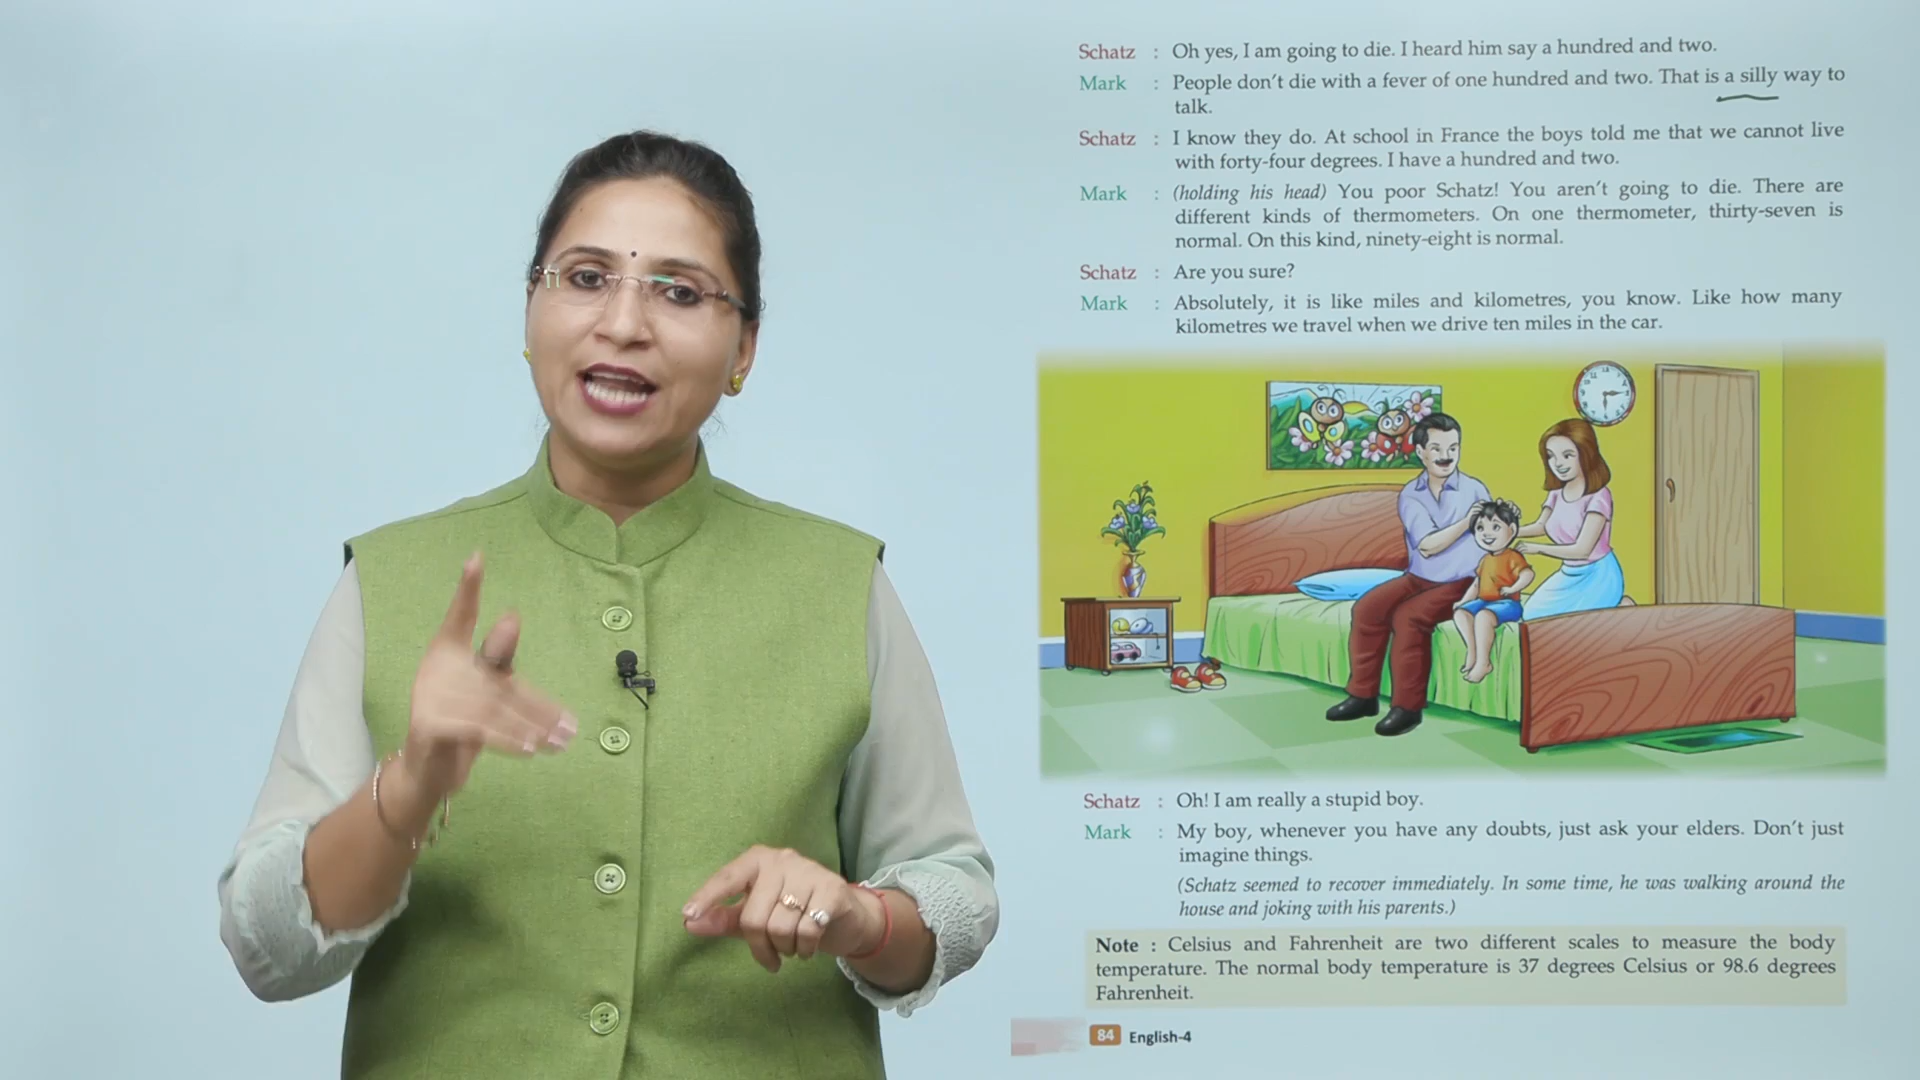 Schatz : Oh yes, I am going to die. I heard him say a hundred and two.
Mark : People don't die with a fever of one hundred and two. That is a silly way to
talk.
Schatz : I know they do. At school in France the boys told me that we cannot live
with forty-four degrees. I have a hundred and two.
Mark : (holding his head) You poor Schatz! You aren't going to die. There are
different kinds of thermometers. On one thermometer, thirty-seven is
normal. On this kind, ninety-eight is normal.
Schatz : Are you sure?
Mark : Absolutely, it is like miles and kilometres, you know. Like how many
kilometres we travel when we drive ten miles in the car.
Schatz : Oh! I am really a stupid boy.
Mark : My boy, whenever you have any doubts, just ask your elders. Don't just
imagine things.
(Schatz seemed to recover immediately. In some time, he was walking around the
house and joking with his parents.)
Note : Celsius and Fahrenheit are two different scales to measure the body
temperature. The normal body temperature is 37 degrees Celsius or 98.6 degrees
Fahrenheit.
84 English-4